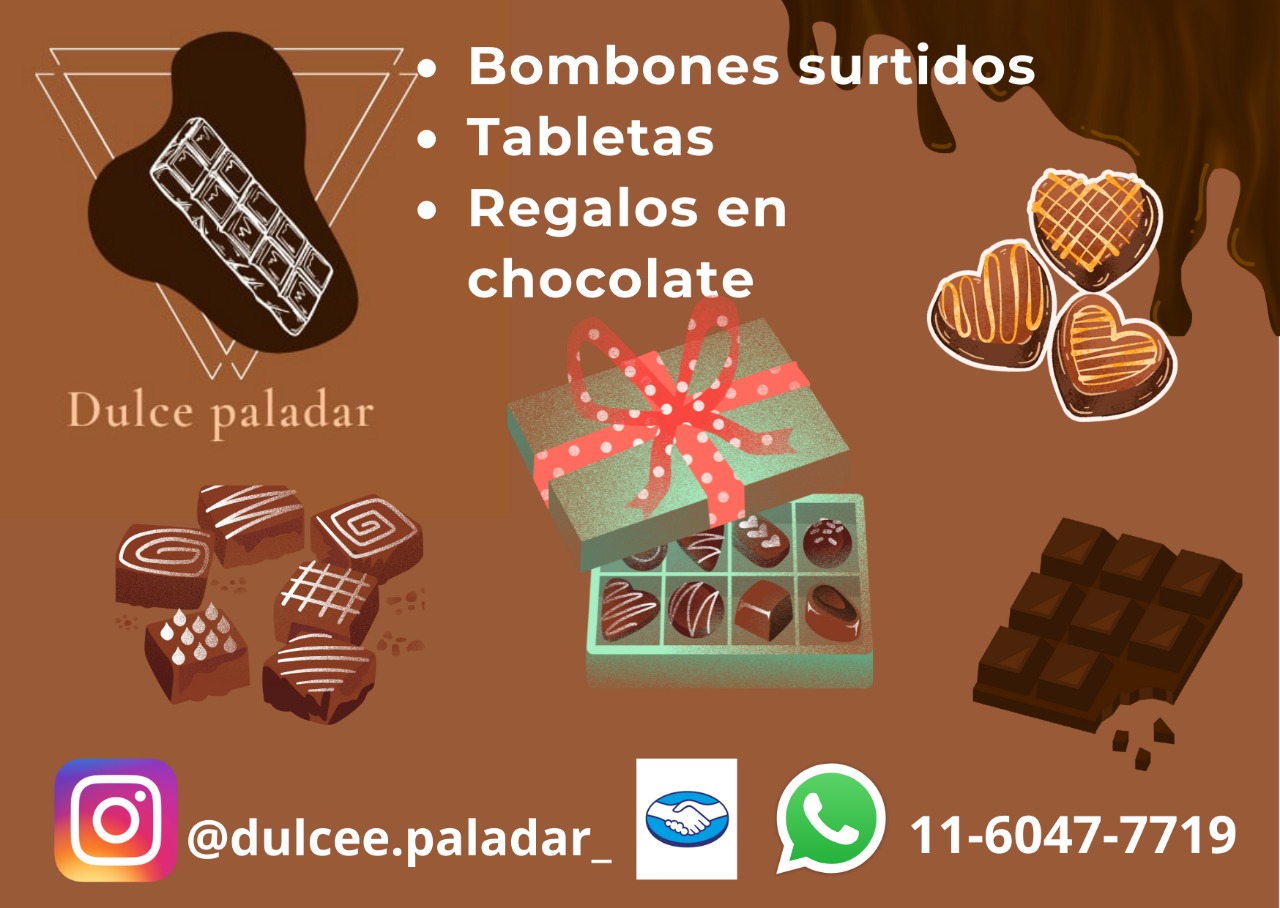 • Bombones surtidos
• Tabletas
• Regalos en
chocolate
Dulce paladar
@dulcee.paladar_
11-6047-7719